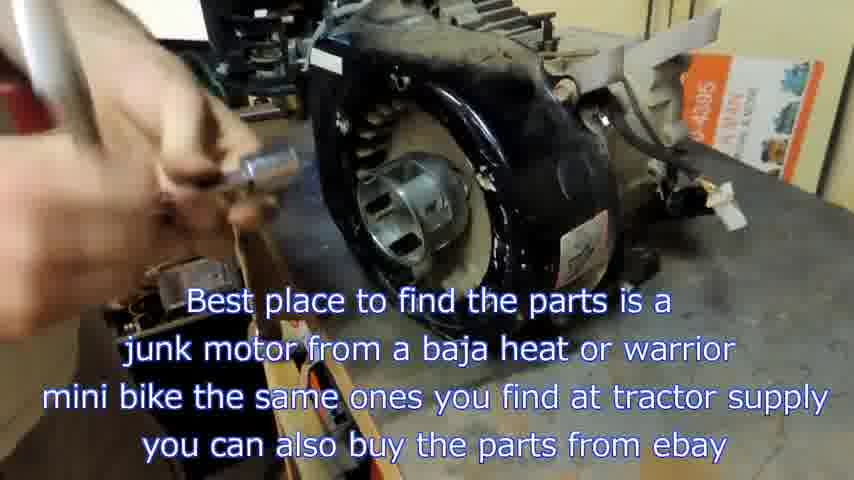 Best place to find the parts is a
junk motor from a baja heat or warrior
mini bike the same ones you find at tractor supply
you can also buy the parts from ebay